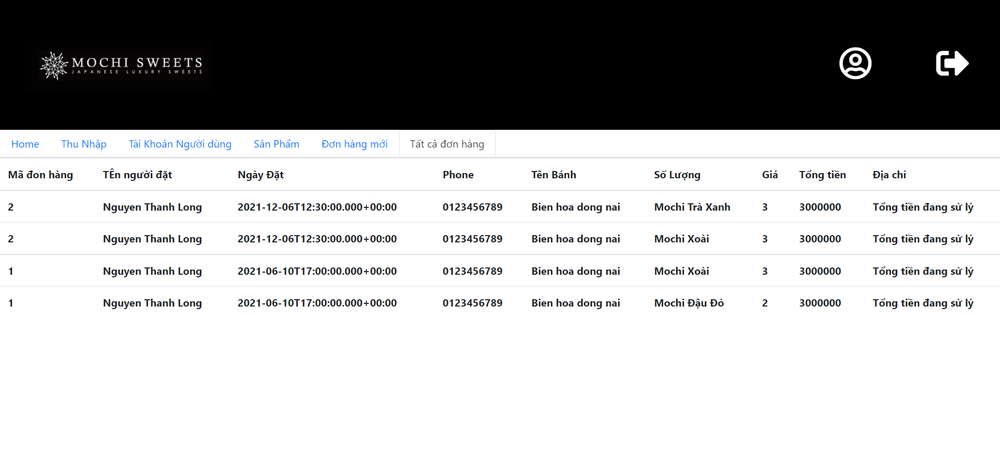 MOCHI SWEETS
JAPANESE LUXURY SWEETS
Home Thu Nhập Tài Khoản Người dùng Sản Phẩm Đơn hàng mới Tất cả đơn hàng
Mã đon hàng TÊn người đặt Ngày Đặt Phone Tên Bánh Số Lượng Giá Tổng tiền Địa chỉ
2 Nguyen Thanh Long 2021-12-06T12:30:00.000+00:00 0123456789 Bien hoa dong nai Mochi Trà Xanh 3 3000000 Tổng tiền đang sử lý
2 Nguyen Thanh Long 2021-12-06T12:30:00.000+00:00 0123456789 Bien hoa dong nai Mochi Xoài 3 3000000 Tổng tiền đang sử lý
1 Nguyen Thanh Long 2021-06-10T17:00:00.000+00:00 0123456789 Bien hoa dong nai Mochi Xoài 3 3000000 Tổng tiền đang sử lý
1 Nguyen Thanh Long 2021-06-10T17:00:00.000+00:00 0123456789 Bien hoa dong nai Mochi Đậu Đỏ 2 3000000 Tổng tiền đang sử lý